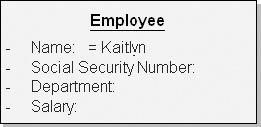 Employee
- Name: = Kaitlyn
- Social Security Number:
- Department:
- Salary: